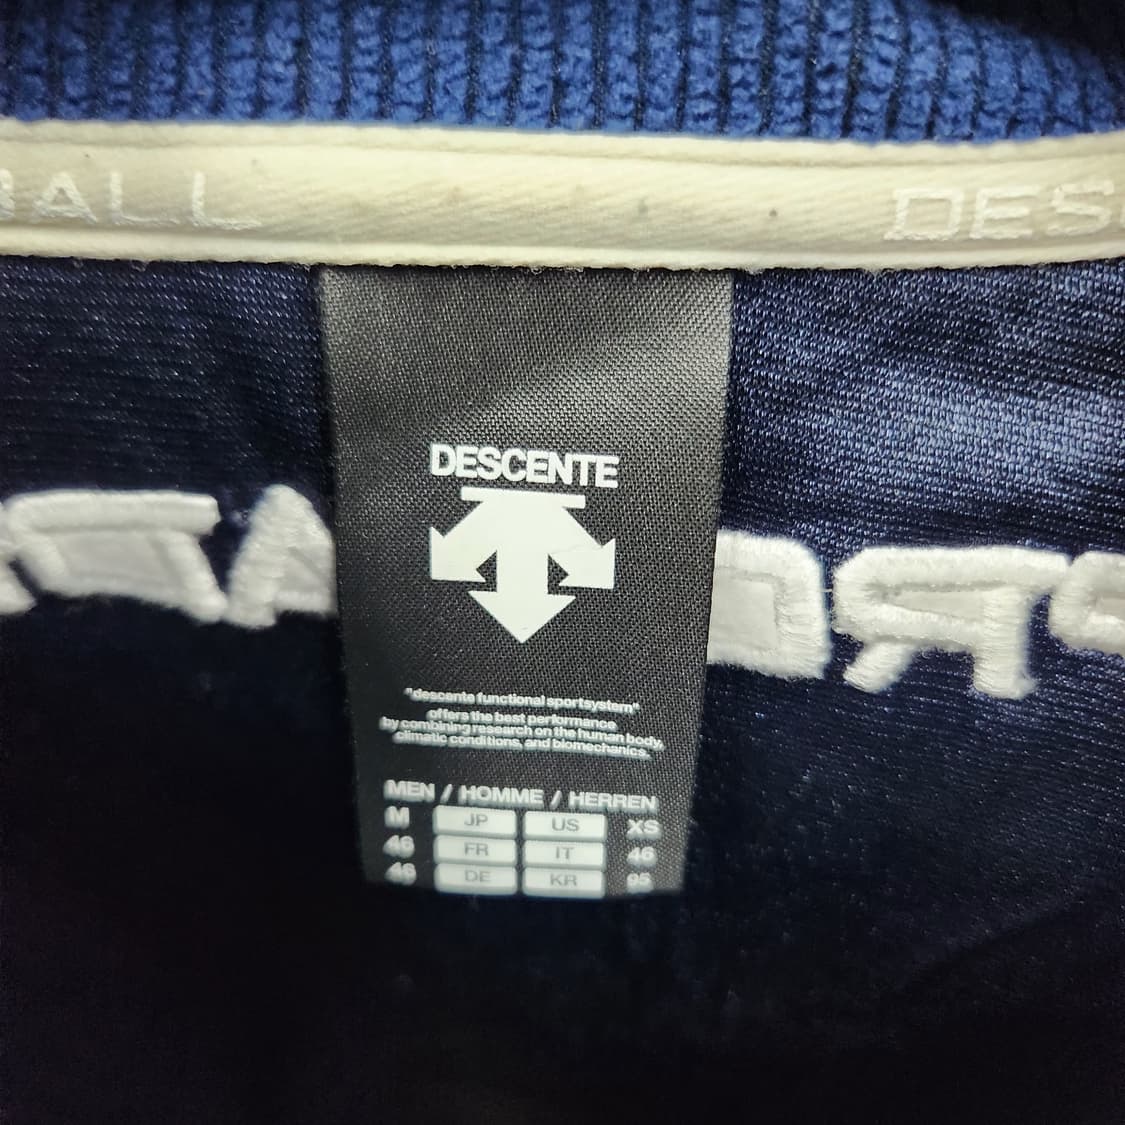 BALL DES
DESCENTE
"descente functional sportsystem"
offers the best performance
by combining research on the human body,
climatic conditions, and biomechanics.
MEN / HOMME / HERREN
M JP US XS
46 FR IT 46
46 DE KR 95